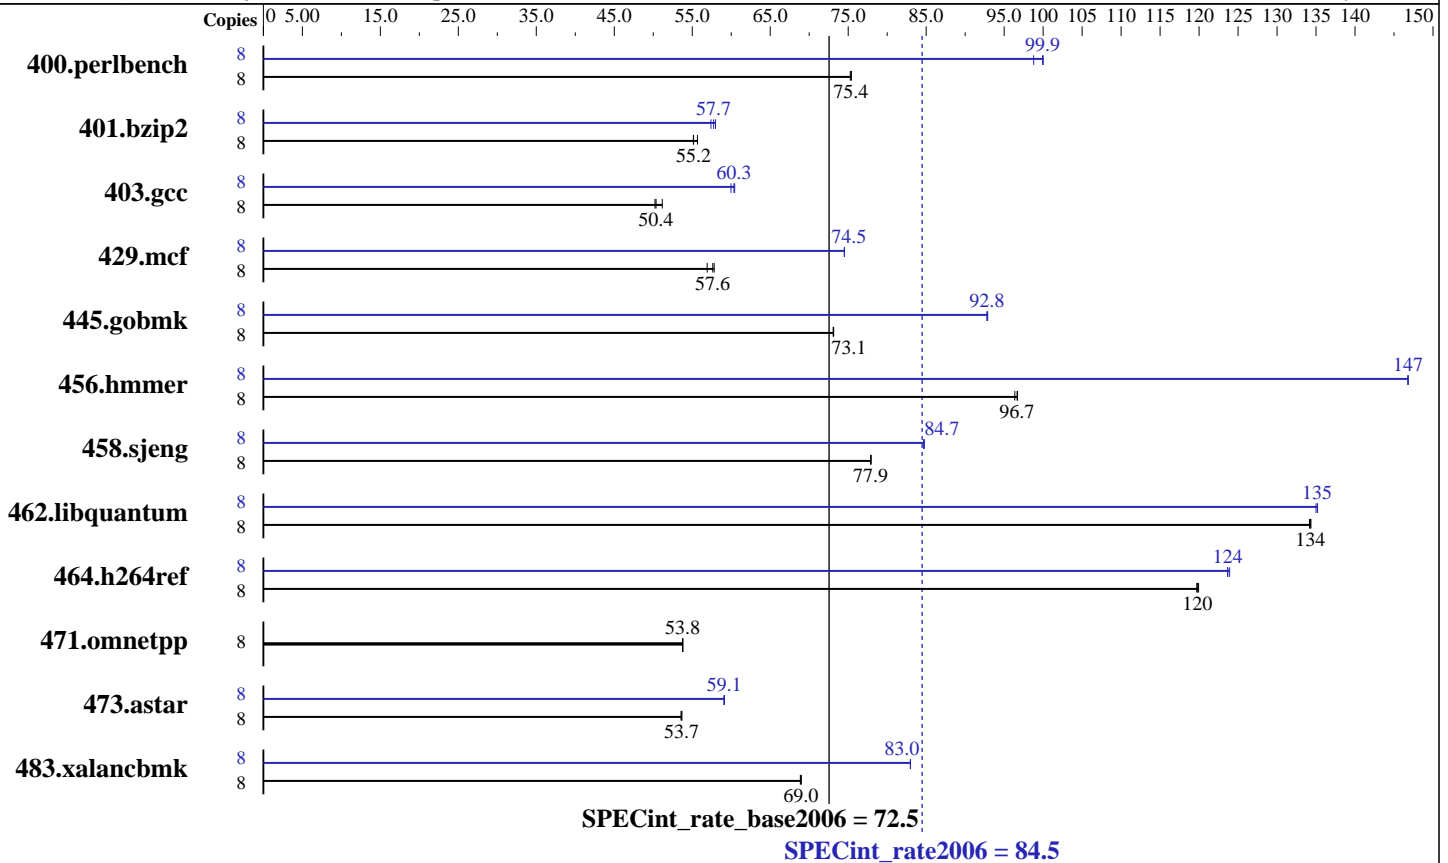 Copies 0 5.00 15.0 25.0 35.0 45.0 55.0 65.0 75.0 85.0 95.0 100 105 110 115 120 125 130 135 140 150
400.perlbench 8 99.9
8 75.4
401.bzip2 8 57.7
8 55.2
403.gcc 8 60.3
8 50.4
429.mcf 8 74.5
8 57.6
445.gobmk 8 92.8
8 73.1
456.hmmer 8 147
8 96.7
458.sjeng 8 84.7
8 77.9
462.libquantum 8 135
8 134
464.h264ref 8 124
8 120
471.omnetpp 8 53.8
473.astar 8 59.1
8 53.7
483.xalancbmk 8 83.0
8 69.0
SPECint_rate_base2006 = 72.5
SPECint_rate2006 = 84.5